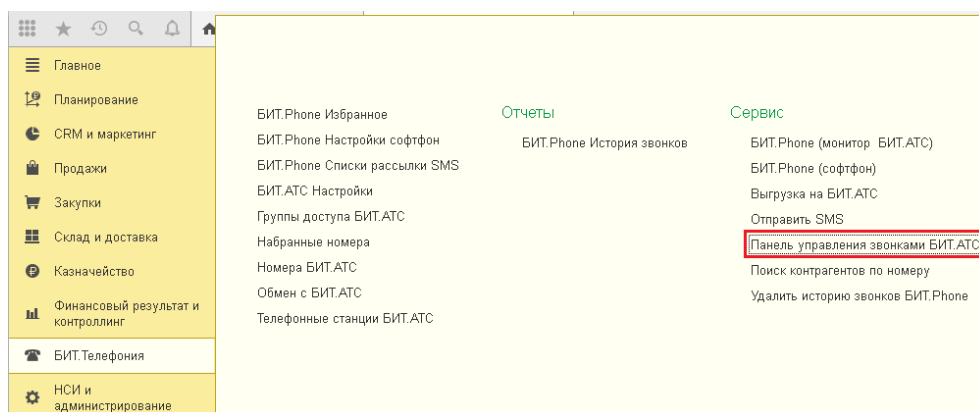 Главное
Планирование
CRM и маркетинг
Продажи
Закупки
Склад и доставка
Казначейство
Финансовый результат и
контроллинг
БИТ.Телефония
НСИ и
администрирование
БИТ.Phone Избранное
БИТ.Phone Настройки софтфон
БИТ.Phone Списки рассылки SMS
БИТ.АТС Настройки
Группы доступа БИТ.АТС
Набранные номера
Номера БИТ.АТС
Обмен с БИТ.АТС
Телефонные станции БИТ.АТС
Отчеты
БИТ.Phone История звонков
Сервис
БИТ.Phone (монитор БИТ.АТС)
БИТ.Phone (софтфон)
Выгрузка на БИТ.АТС
Отправить SMS
Панель управления звонками БИТ.АТС
Поиск контрагентов по номеру
Удалить историю звонков БИТ.Phone